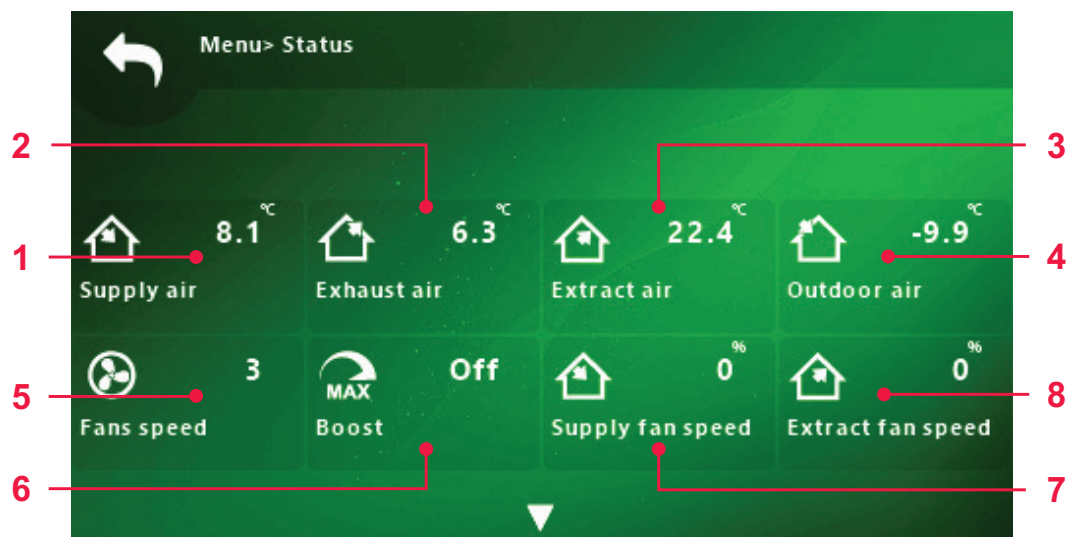 Menu> Status
2
3
℃ ℃ ℃ ℃
8.1 6.3 22.4 -9.9
1
4
Supply air Exhaust air Extract air Outdoor air
% %
3 Off 0 0
MAX
5
8
Fans speed Boost Supply fan speed Extract fan speed
6
7